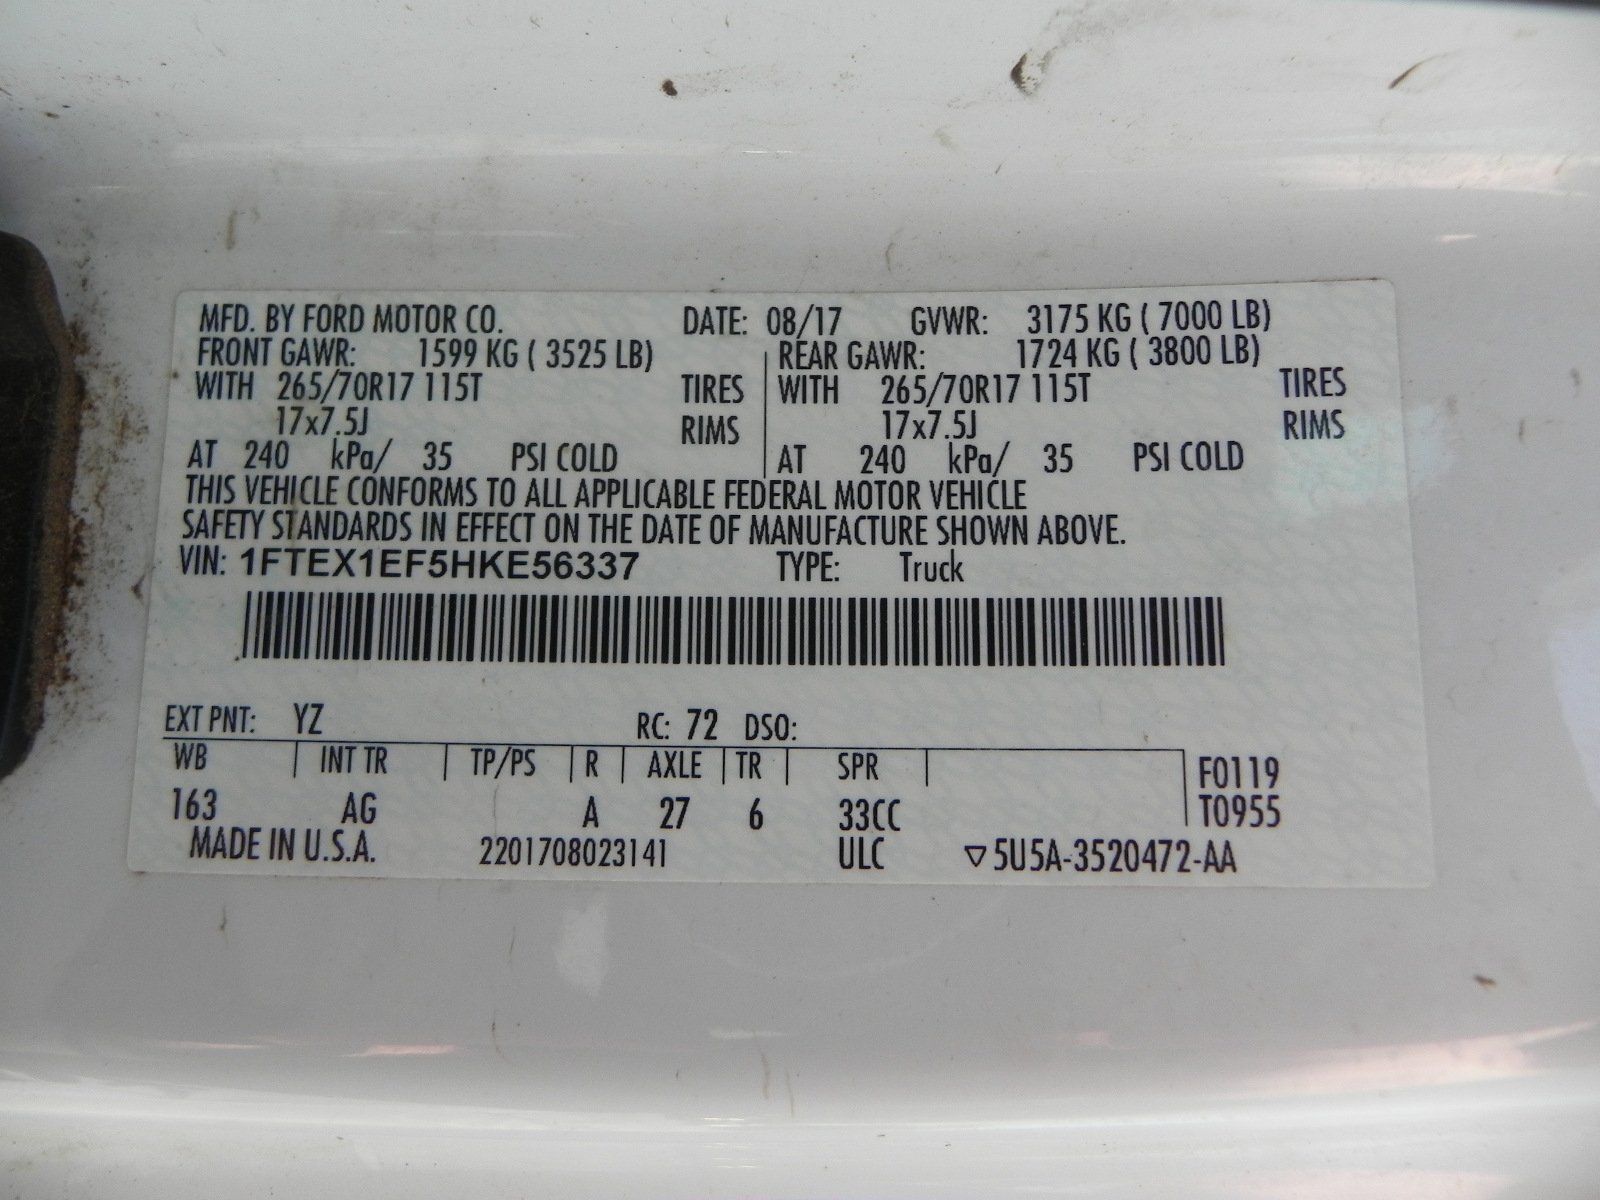 MFD. BY FORD MOTOR CO. DATE: 08/17 GVWR: 3175 KG ( 7000 LB)
FRONT GAWR: 1599 KG ( 3525 LB) REAR GAWR: 1724 KG ( 3800 LB)
WITH 265/70R17 115T TIRES WITH 265/70R17 115T TIRES
17x7.5J RIMS 17x7.5J RIMS
AT 240 kPa/ 35 PSI COLD AT 240 kPa/ 35 PSI COLD
THIS VEHICLE CONFORMS TO ALL APPLICABLE FEDERAL MOTOR VEHICLE
SAFETY STANDARDS IN EFFECT ON THE DATE OF MANUFACTURE SHOWN ABOVE.
VIN: 1FTEX1EF5HKE56337 TYPE: Truck
EXT PNT: YZ RC: 72 DSO:
WB INT TR TP/PS R AXLE TR SPR F0119
163 AG A 27 6 33CC T0955
MADE IN U.S.A. 2201708023141 ULC ▽5U5A-3520472-AA